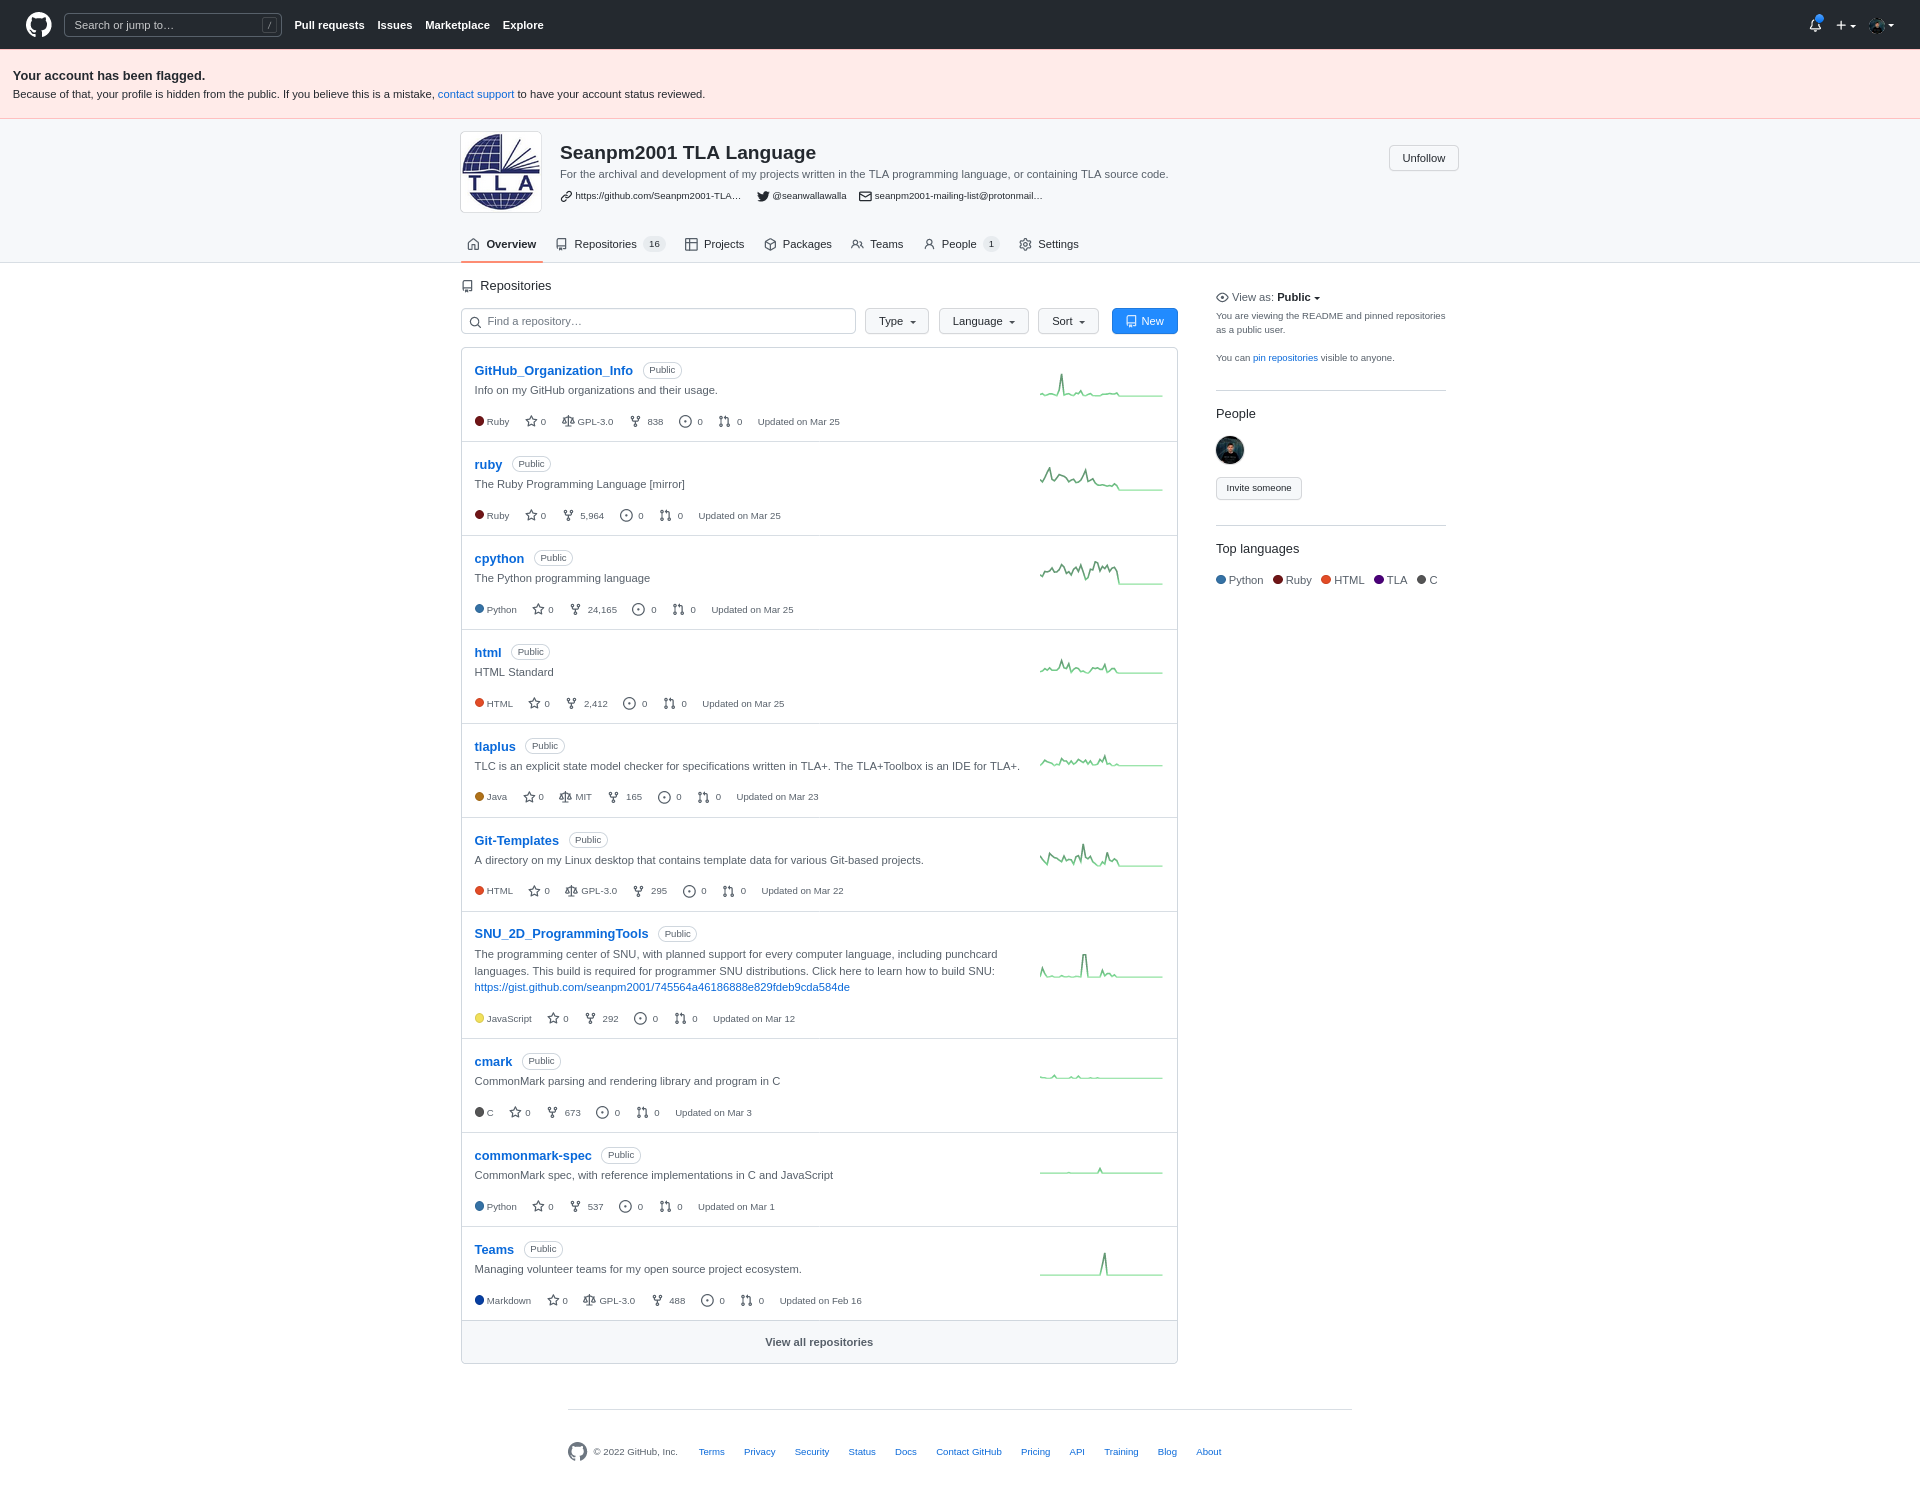 Search or jump to… /
Pull requests Issues Marketplace Explore
Your account has been flagged.
Because of that, your profile is hidden from the public. If you believe this is a mistake, contact support to have your account status reviewed.
TLA
Seanpm2001 TLA Language
For the archival and development of my projects written in the TLA programming language, or containing TLA source code.
https://github.com/Seanpm2001-TLA… @seanwallawalla seanpm2001-mailing-list@protonmail…
Unfollow
Overview Repositories 16 Projects Packages Teams People 1 Settings
Repositories
Find a repository… Type Language Sort New
GitHub_Organization_Info Public
Info on my GitHub organizations and their usage.
Ruby 0 GPL-3.0 838 0 0 Updated on Mar 25
ruby Public
The Ruby Programming Language [mirror]
Ruby 0 5,964 0 0 Updated on Mar 25
cpython Public
The Python programming language
Python 0 24,165 0 0 Updated on Mar 25
html Public
HTML Standard
HTML 0 2,412 0 0 Updated on Mar 25
tlaplus Public
TLC is an explicit state model checker for specifications written in TLA+. The TLA+Toolbox is an IDE for TLA+.
Java 0 MIT 165 0 0 Updated on Mar 23
Git-Templates Public
A directory on my Linux desktop that contains template data for various Git-based projects.
HTML 0 GPL-3.0 295 0 0 Updated on Mar 22
SNU_2D_ProgrammingTools Public
The programming center of SNU, with planned support for every computer language, including punchcard
languages. This build is required for programmer SNU distributions. Click here to learn how to build SNU:
https://gist.github.com/seanpm2001/745564a46186888e829fdeb9cda584de
JavaScript 0 292 0 0 Updated on Mar 12
cmark Public
CommonMark parsing and rendering library and program in C
C 0 673 0 0 Updated on Mar 3
commonmark-spec Public
CommonMark spec, with reference implementations in C and JavaScript
Python 0 537 0 0 Updated on Mar 1
Teams Public
Managing volunteer teams for my open source project ecosystem.
Markdown 0 GPL-3.0 488 0 0 Updated on Feb 16
View all repositories
View as: Public
You are viewing the README and pinned repositories
as a public user.
You can pin repositories visible to anyone.
People
Invite someone
Top languages
Python Ruby HTML TLA C
© 2022 GitHub, Inc. Terms Privacy Security Status Docs Contact GitHub Pricing API Training Blog About